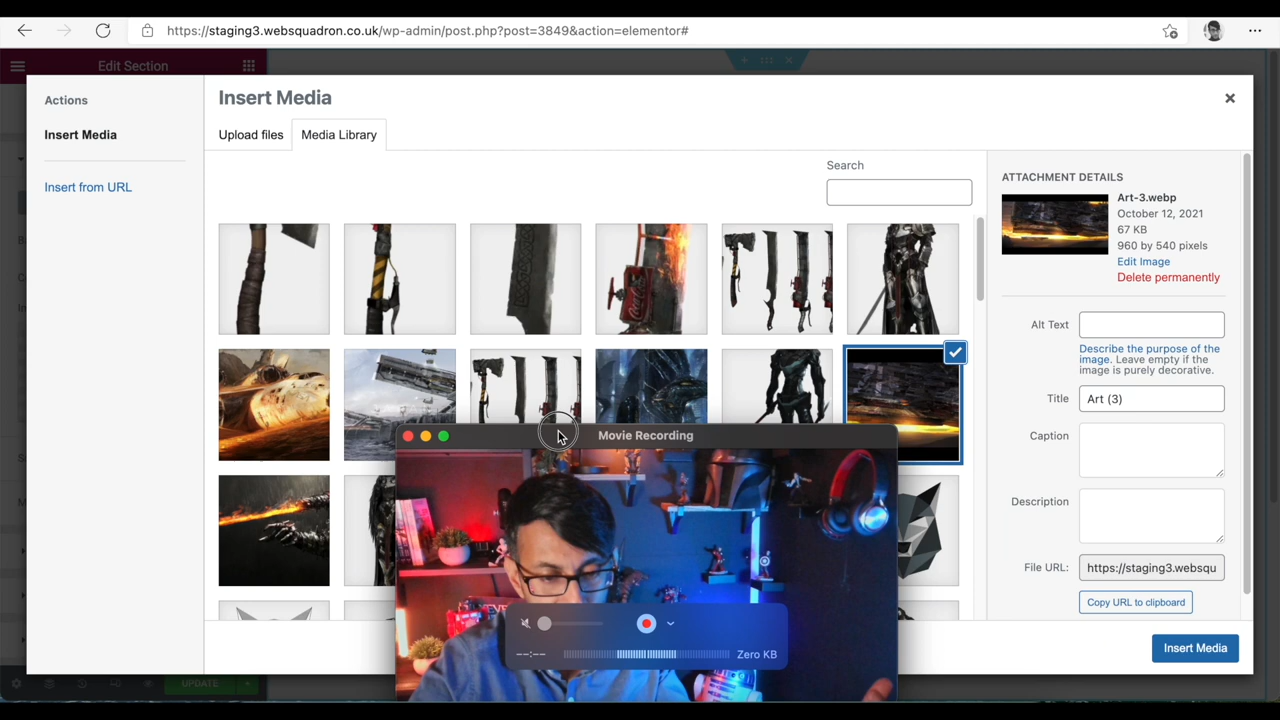 https://staging3.websquadron.co.uk/wp-admin/post.php?post=3849&action=elementor#
Edit Section
Actions
Insert Media
Insert from URL
Insert Media
Upload files
Media Library
Search
ATTACHMENT DETAILS
Art-3.webp
October 12, 2021
67 KB
960 by 540 pixels
Edit Image
Delete permanently
Alt Text
Describe the purpose of the
image. Leave empty if the
image is purely decorative.
Title
Art (3)
Caption
Description
File URL:
https://staging3.websqu
Copy URL to clipboard
Insert Media
Movie Recording
--:--
Zero KB
UPDATE